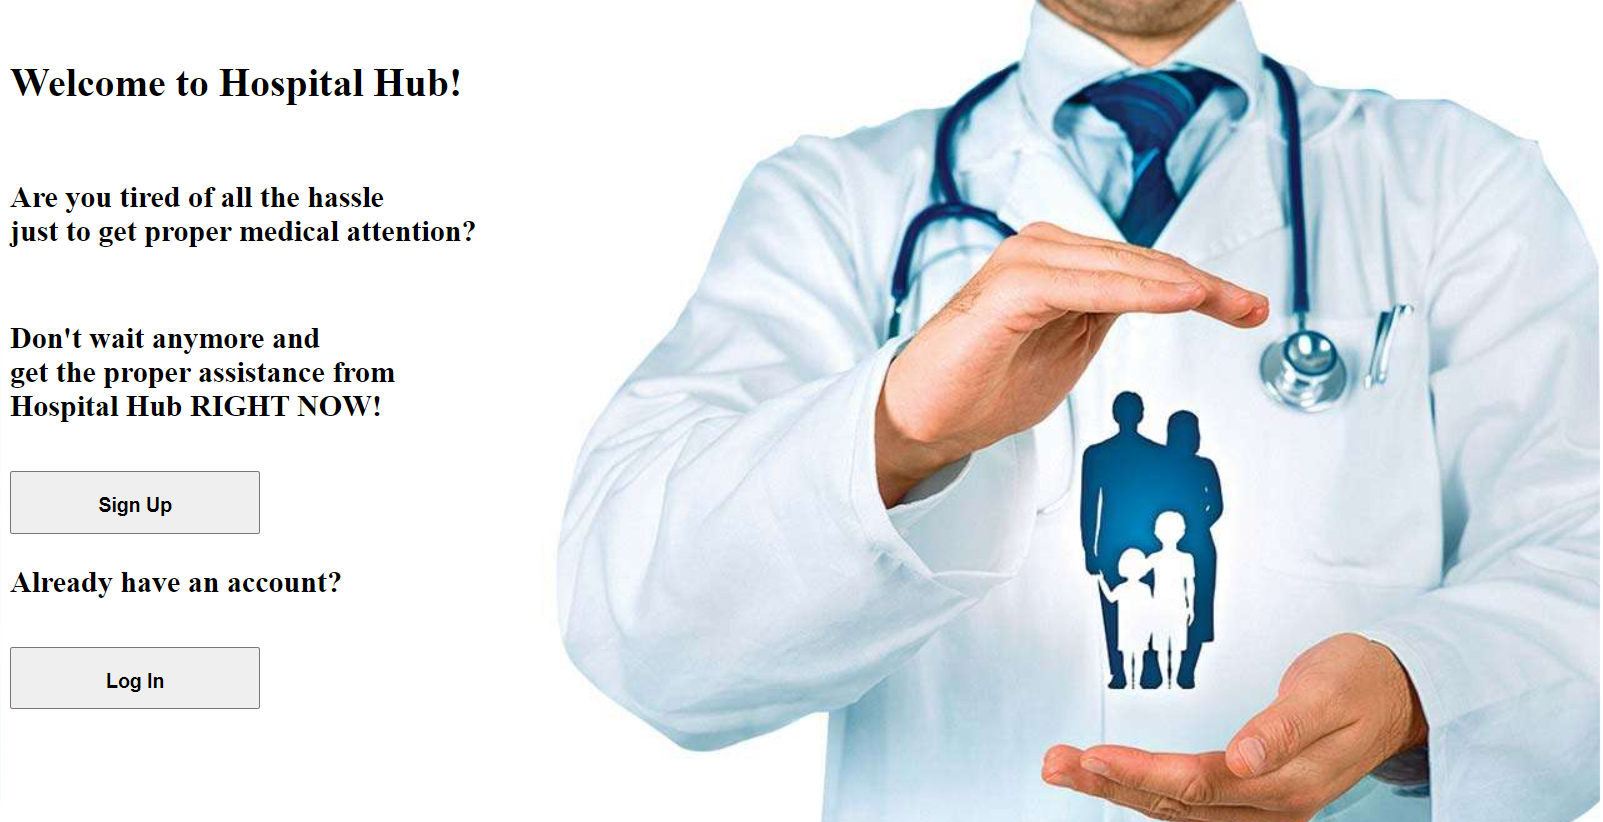 Welcome to Hospital Hub!
Are you tired of all the hassle
just to get proper medical attention?
Don't wait anymore and
get the proper assistance from
Hospital Hub RIGHT NOW!
Sign Up
Already have an account?
Log In